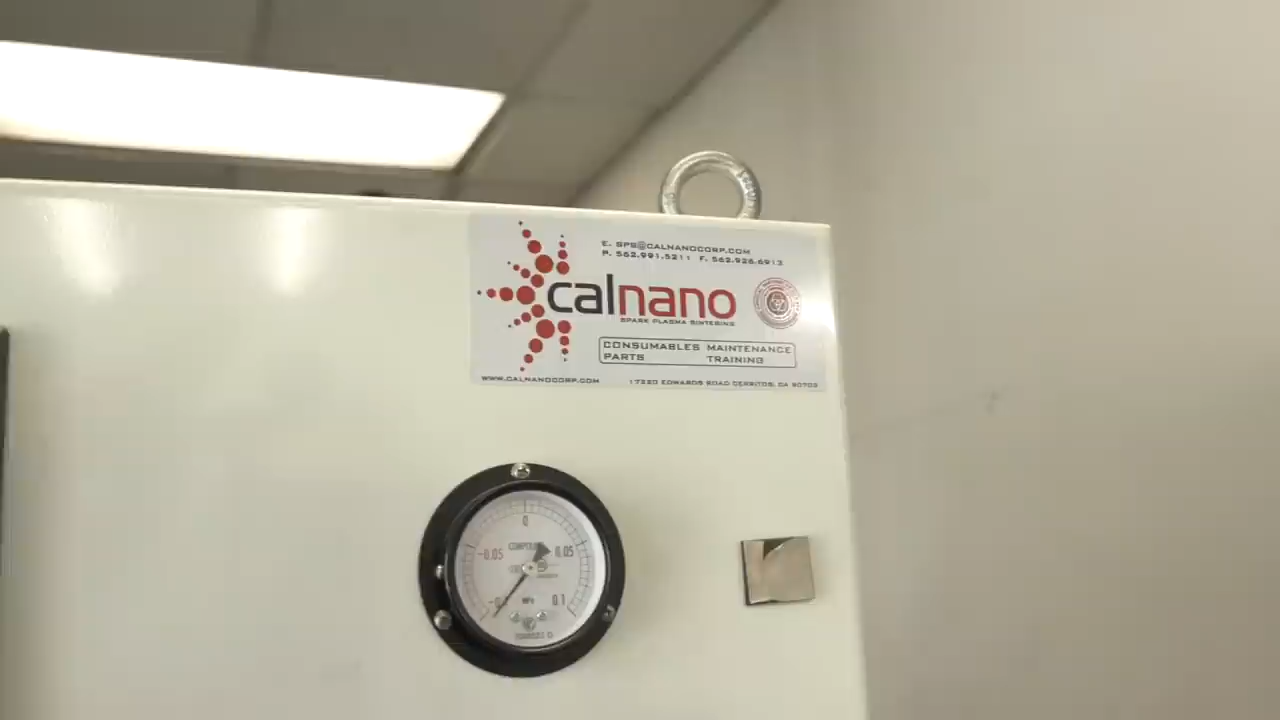 E. SPS@CALNANOCORP.COM
P. 562.991.5211 F. 562.926.6913
calnano
SPARK PLASMA SINTERING
CONSUMABLES MAINTENANCE
PARTS TRAINING
WWW.CALNANOCORP.COM 17220 EDWARDS ROAD CERRITOS, CA 90703
0
-0.05 COMPOUND 0.05
MPa 0.1